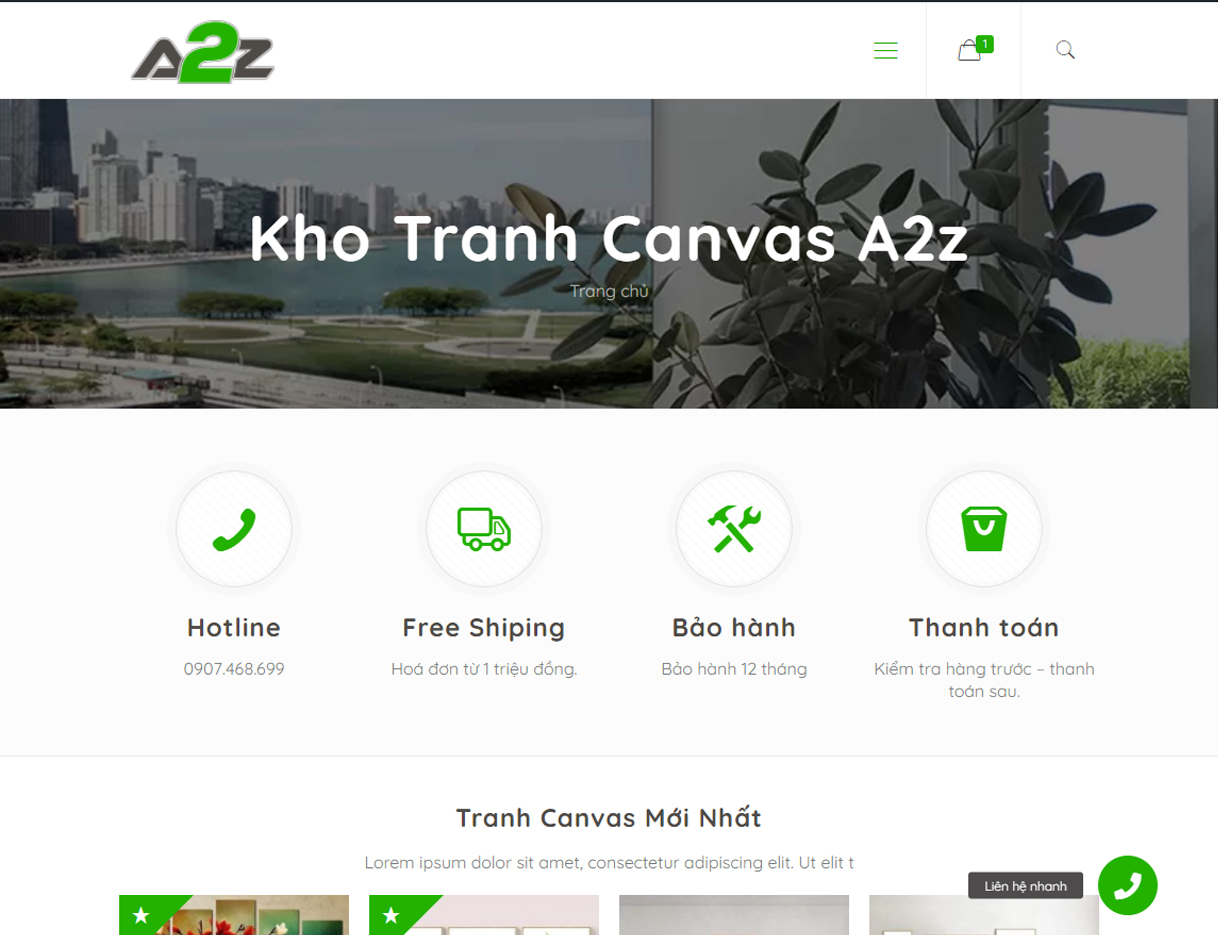 A2z
1
Kho Tranh Canvas A2z
Trang chủ
Hotline
0907.468.699
Free Shiping
Hoá đơn từ 1 triệu đồng.
Bảo hành
Bảo hành 12 tháng
Thanh toán
Kiểm tra hàng trước – thanh
toán sau.
Tranh Canvas Mới Nhất
Lorem ipsum dolor sit amet, consectetur adipiscing elit. Ut elit t
Liên hệ nhanh